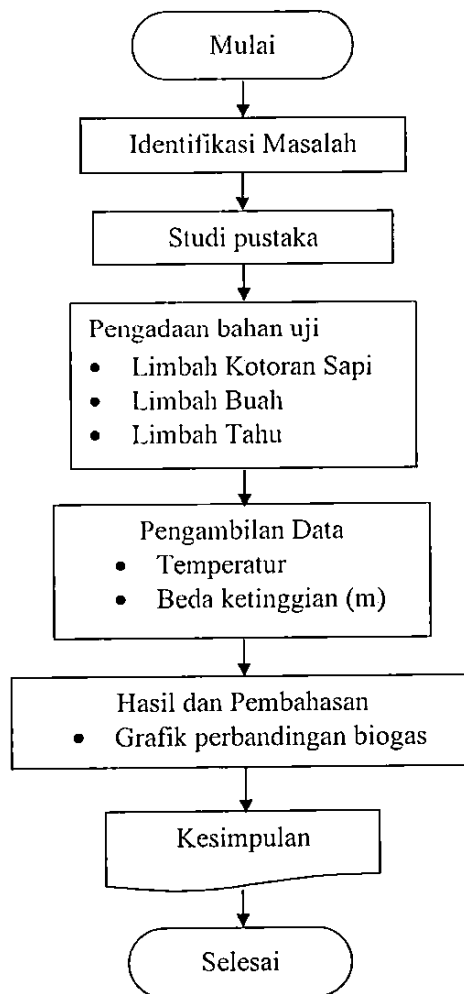 Mulai
Identifikasi Masalah
Studi pustaka
Pengadaan bahan uji
• Limbah Kotoran Sapi
• Limbah Buah
• Limbah Tahu
Pengambilan Data
• Temperatur
• Beda ketinggian (m)
Hasil dan Pembahasan
• Grafik perbandingan biogas
Kesimpulan
Selesai